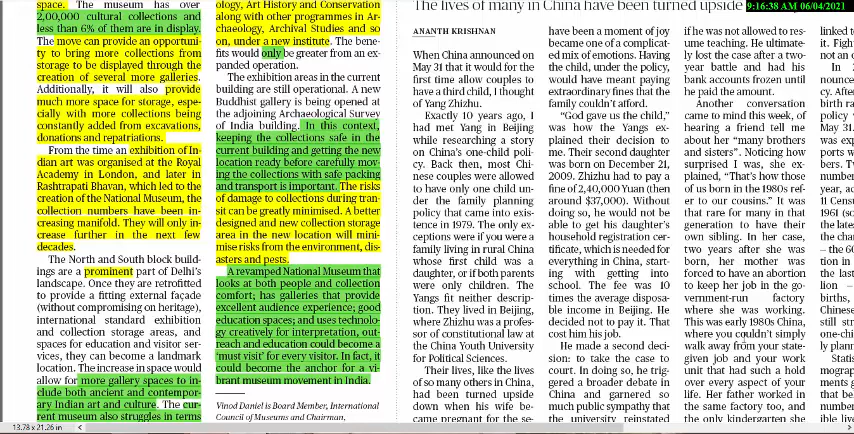 The lives of many in China have been turned upside
9:16:38 AM 06/04/2021
space. The museum has over
2,00,000 cultural collections and
less than 6% of them are in display.
The move can provide an opportuni-
ty to bring more collections from
storage to be displayed through the
creation of several more galleries.
Additionally, it will also provide
much more space for storage, espe-
cially with more collections being
constantly added from excavations,
donations and repatriations.
From the time an exhibition of In-
dian art was organised at the Royal
Academy in London, and later in
Rashtrapati Bhavan, which led to the
creation of the National Museum, the
collection numbers have been in-
creasing manifold. They will only in-
crease further in the next few
decades.
The North and South block build-
ings are a prominent part of Delhi's
landscape. Once they are retrofitted
to provide a fitting external façade
(without compromising on heritage),
international standard exhibition
and collection storage areas, and
spaces for education and visitor ser-
vices, they can become a landmark
location. The increase in space would
allow for more gallery spaces to in-
clude both ancient and contempor-
ary Indian art and culture. The cur-
rent museum also struggles in terms
ology, Art History and Conservation
along with other programmes in Ar-
chaeology, Archival Studies and so
on, under a new institute. The bene-
fits would only be greater from an ex-
panded operation.
The exhibition areas in the current
building are still operational. A new
Buddhist gallery is being opened at
the adjoining Archaeological Survey
of India building. In this context,
keeping the collections safe in the
current building and getting the new
location ready before carefully mov-
ing the collections with safe packing
and transport is important. The risks
of damage to collections during tran-
sit can be greatly minimised. A better
designed and new collection storage
area in the new location will mini-
mise risks from the environment, dis-
asters and pests.
A revamped National Museum that
looks at both people and collection
comfort; has galleries that provide
excellent audience experience; good
education spaces; and uses technolo-
gy creatively for interpretation, out-
reach and education could become a
'must visit' for every visitor. In fact, it
could become the anchor for a vi-
brant museum movement in India.
Vinod Daniel is Board Member, International
Council of Museums and Chairman,
ANANTH KRISHNAN
When China announced on
May 31 that it would for the
first time allow couples to
have a third child, I thought
of Yang Zhizhu.
Exactly 10 years ago, I
had met Yang in Beijing
while researching a story
on China's one-child poli-
cy. Back then, most Chi-
nese couples were allowed
to have only one child un-
der the family planning
policy that came into exis-
tence in 1979. The only ex-
ceptions were if you were a
family living in rural China
whose first child was a
daughter, or if both parents
were only children. The
Yangs fit neither descrip-
tion. They lived in Beijing,
where Zhizhu was a profes-
sor of constitutional law at
the China Youth University
for Political Sciences.
Their lives, like the lives
of so many others in China,
had been turned upside
down when his wife be-
came pregnant for the se-
have been a moment of joy
became one of a complicat-
ed mix of emotions. Having
the child, under the policy,
would have meant paying
extraordinary fines that the
family couldn't afford.
"God gave us the child,"
was how the Yangs ex-
plained their decision to
me. Their second daughter
was born on December 21,
2009. Zhizhu had to pay a
fine of 2,40,000 Yuan (then
around $37,000). Without
doing so, he would not be
able to get his daughter's
household registration cer-
tificate, which is needed for
everything in China, start-
ing with getting into
school. The fee was 10
times the average disposa-
ble income in Beijing. He
decided not to pay it. That
cost him his job.
He made a second deci-
sion: to take the case to
court. In doing so, he trig-
gered a broader debate in
China and garnered so
much public sympathy that
the university reinstated
if he was not allowed to res-
ume teaching. He ultimate-
ly lost the case after a two-
year battle and had his
bank accounts frozen until
he paid the amount.
Another conversation
came to mind this week, of
hearing a friend tell me
about her "many brothers
and sisters". Noticing how
surprised I was, she ex-
plained, "That's how those
of us born in the 1980s ref-
er to our cousins." It was
that rare for many in that
generation to have their
own sibling. In her case,
two years after she was
born, her mother was
forced to have an abortion
to keep her job in the go-
vernment-run factory
where she was working.
This was early 1980s China,
where you couldn't simply
walk away from your state-
given job and your work
unit that had such a hold
over every aspect of your
life. Her father worked in
the same factory too, and
the only kindergarten she
13.78 x 21.26 in